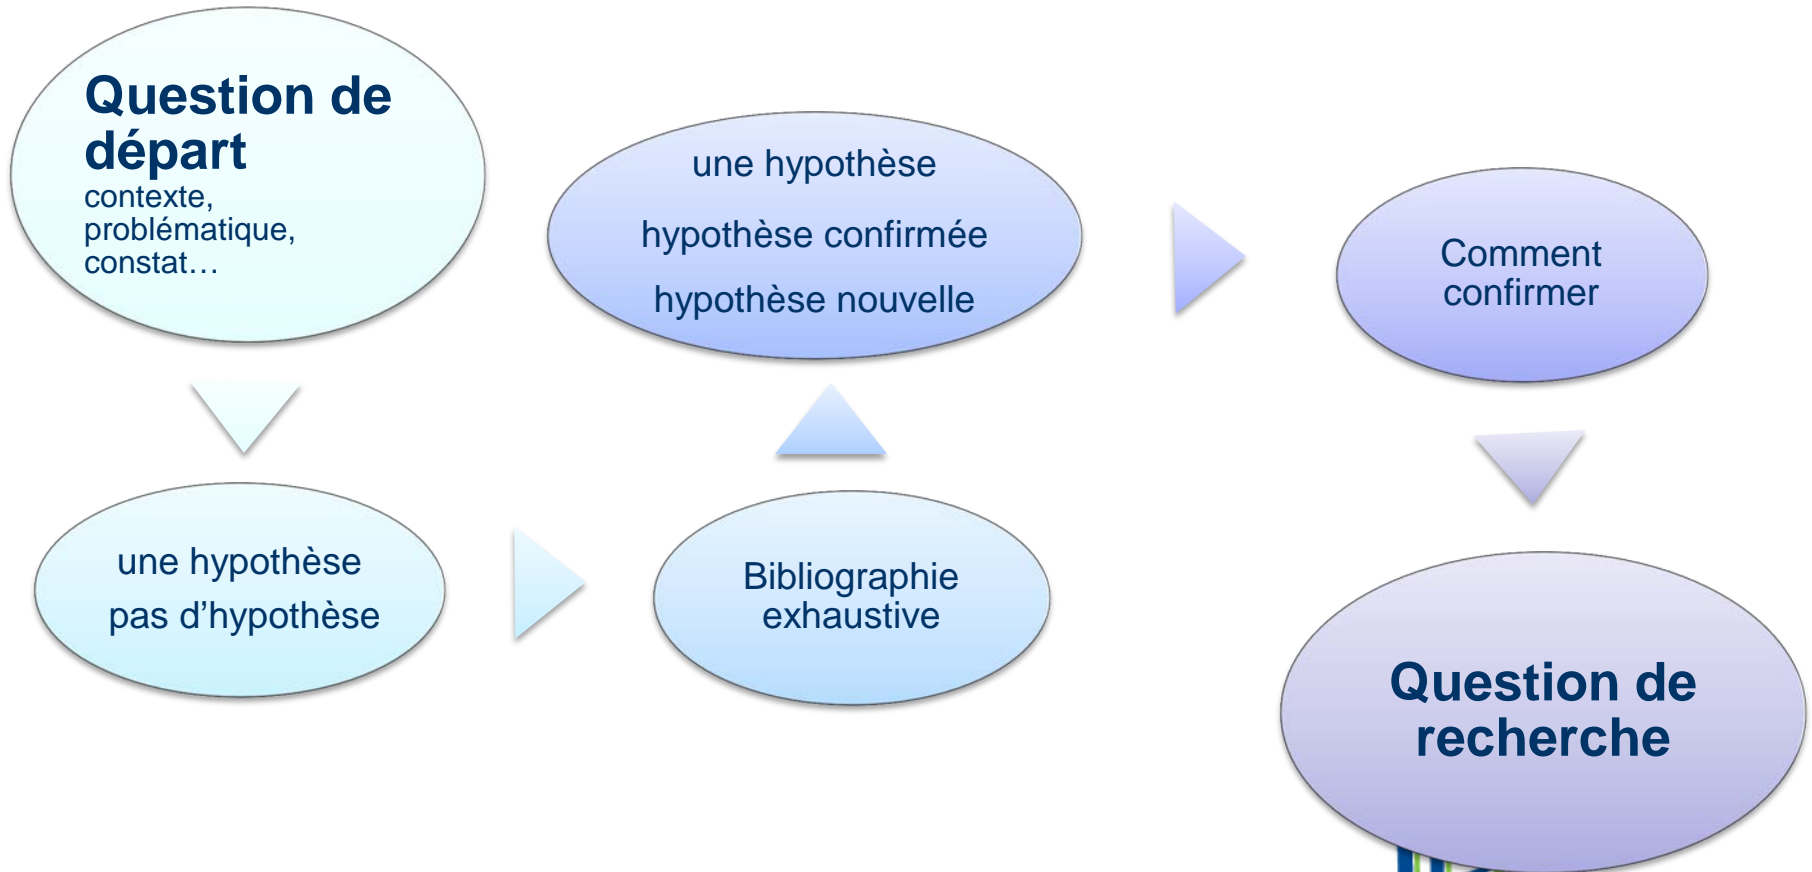 Question de
départ
contexte,
problématique,
constat…
une hypothèse
pas d’hypothèse
Bibliographie
exhaustive
une hypothèse
hypothèse confirmée
hypothèse nouvelle
Comment
confirmer
Question de
recherche